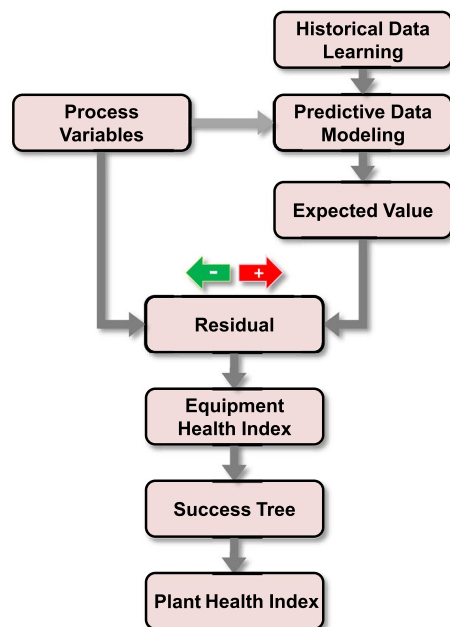 Historical Data
Learning
Process
Variables
Predictive Data
Modeling
Expected Value
- +
Residual
Equipment
Health Index
Success Tree
Plant Health Index